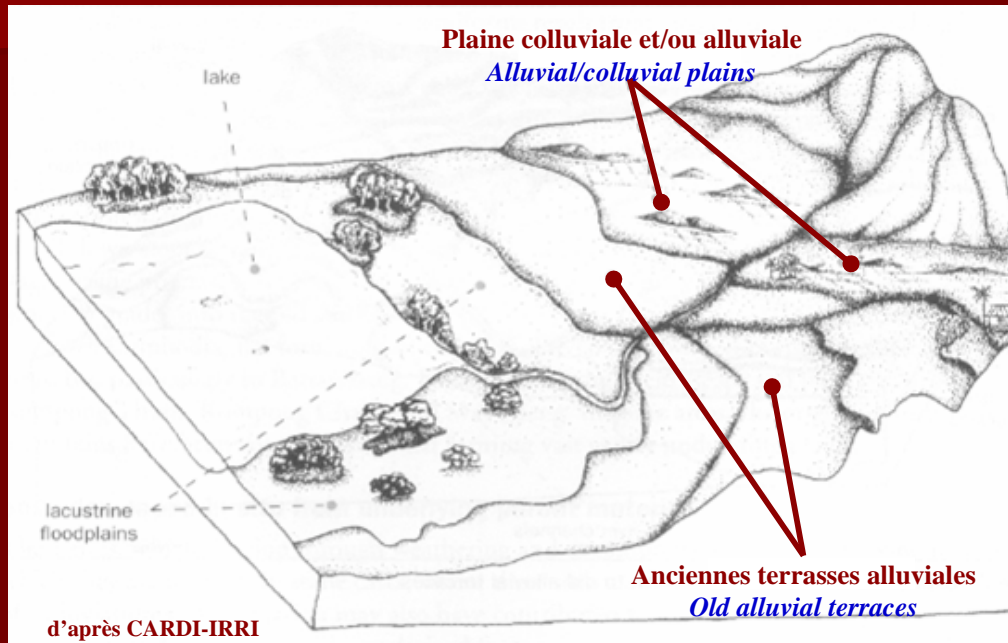 Plaine colluviale et/ou alluviale
Alluvial/colluvial plains
lake
lacustrine
floodplains
Anciennes terrasses alluviales
Old alluvial terraces
d'après CARDI-IRRI